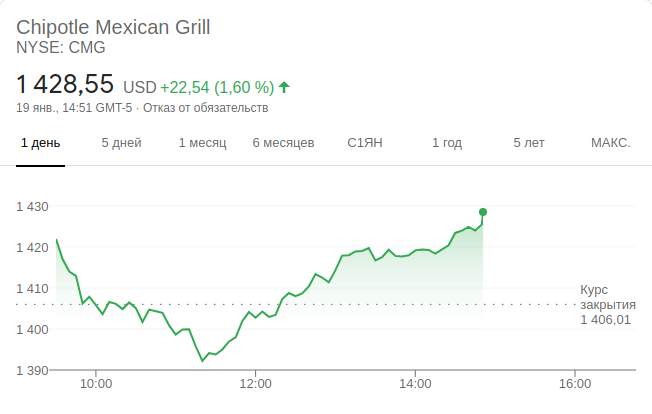 Chipotle Mexican Grill
NYSE: CMG
1 428,55 USD +22,54 (1,60 %)
19 янв., 14:51 GMT-5 · Отказ от обязательств
1 день 5 дней 1 месяц 6 месяцев С1ЯН 1 год 5 лет МАКС.
1 430
1 420
1 410
1 400
1 390
Курс
закрытия
1 406,01
10:00 12:00 14:00 16:00